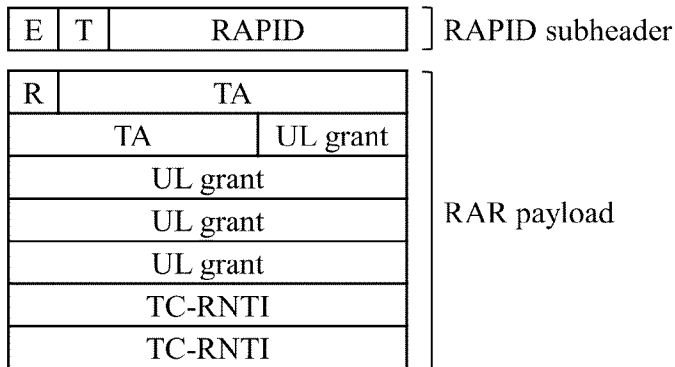 E T RAPID RAPID subheader
R TA
TA UL grant
UL grant
UL grant RAR payload
UL grant
TC-RNTI
TC-RNTI